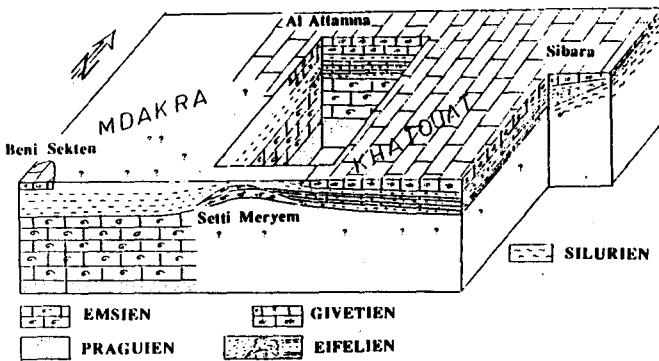 Al Attamna
Sibara
N
MDAKRA
KHATOUAT
Beni Sekten
Setti Meryem
SILURIEN
EMSIEN
GIVETIEN
PRAGUIEN
EIFELIEN
? ? ? ? ? ? ? ? ? ? ? ? ?